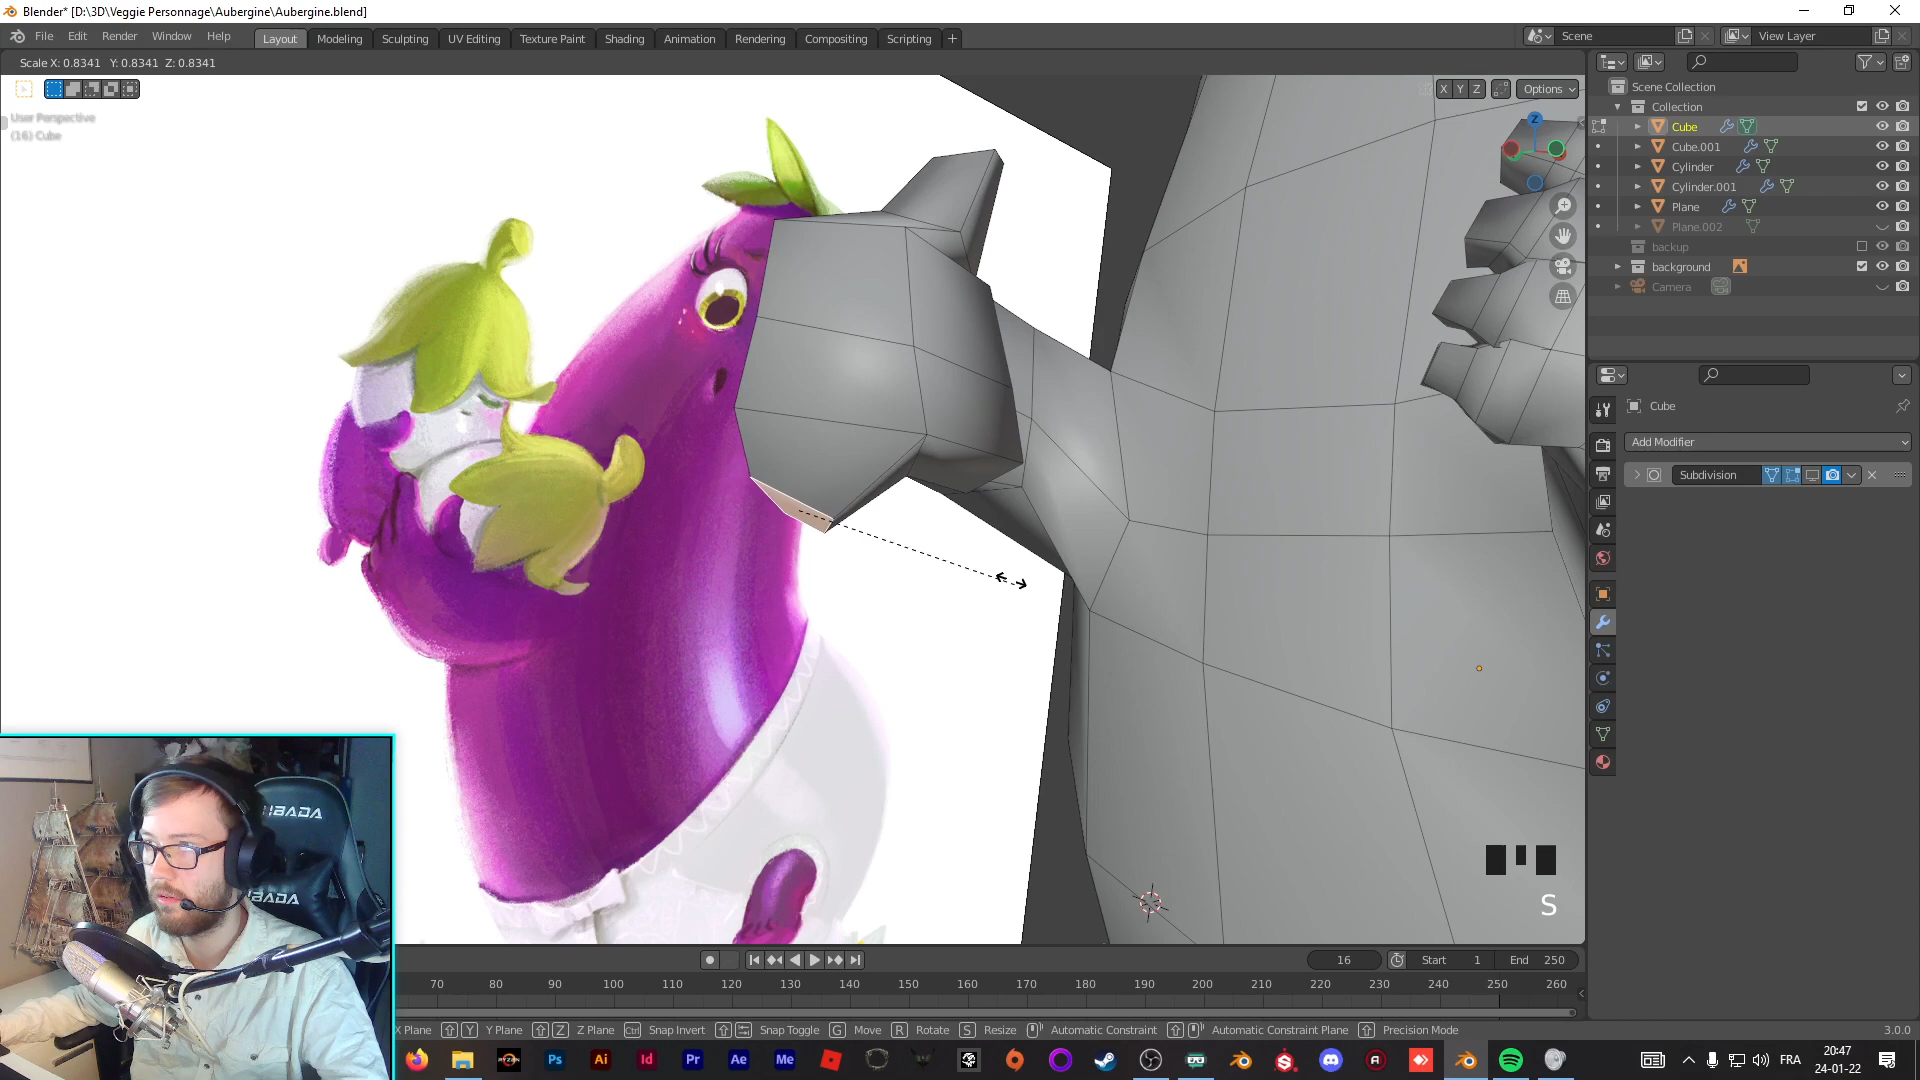 Blender* [D:\3D\Veggie Personnage\Aubergine\Aubergine.blend]
File Edit Render Window Help Layout Modeling Sculpting UV Editing Texture Paint Shading Animation Rendering Compositing Scripting + Scene View Layer
Scale X: 0.8341 Y: 0.8341 Z: 0.8341
X Y Z Options
User Perspective
(16) Cube
Z
Scene Collection
Collection
Cube
Cube.001
Cylinder
Cylinder.001
Plane
Plane.002
backup
background
Camera
Cube
Add Modifier
Subdivision
S
16 Start 1 End 250
70 80 90 100 110 120 130 140 150 160 170 180 190 200 210 220 230 240 250 260
X Plane Y Y Plane Z Z Plane Ctrl Snap Invert Snap Toggle G Move R Rotate S Resize Automatic Constraint Automatic Constraint Plane Precision Mode 3.0.0
RYZEN Ps Ai Id Pr Ae Me FRA 20:47
24-01-22